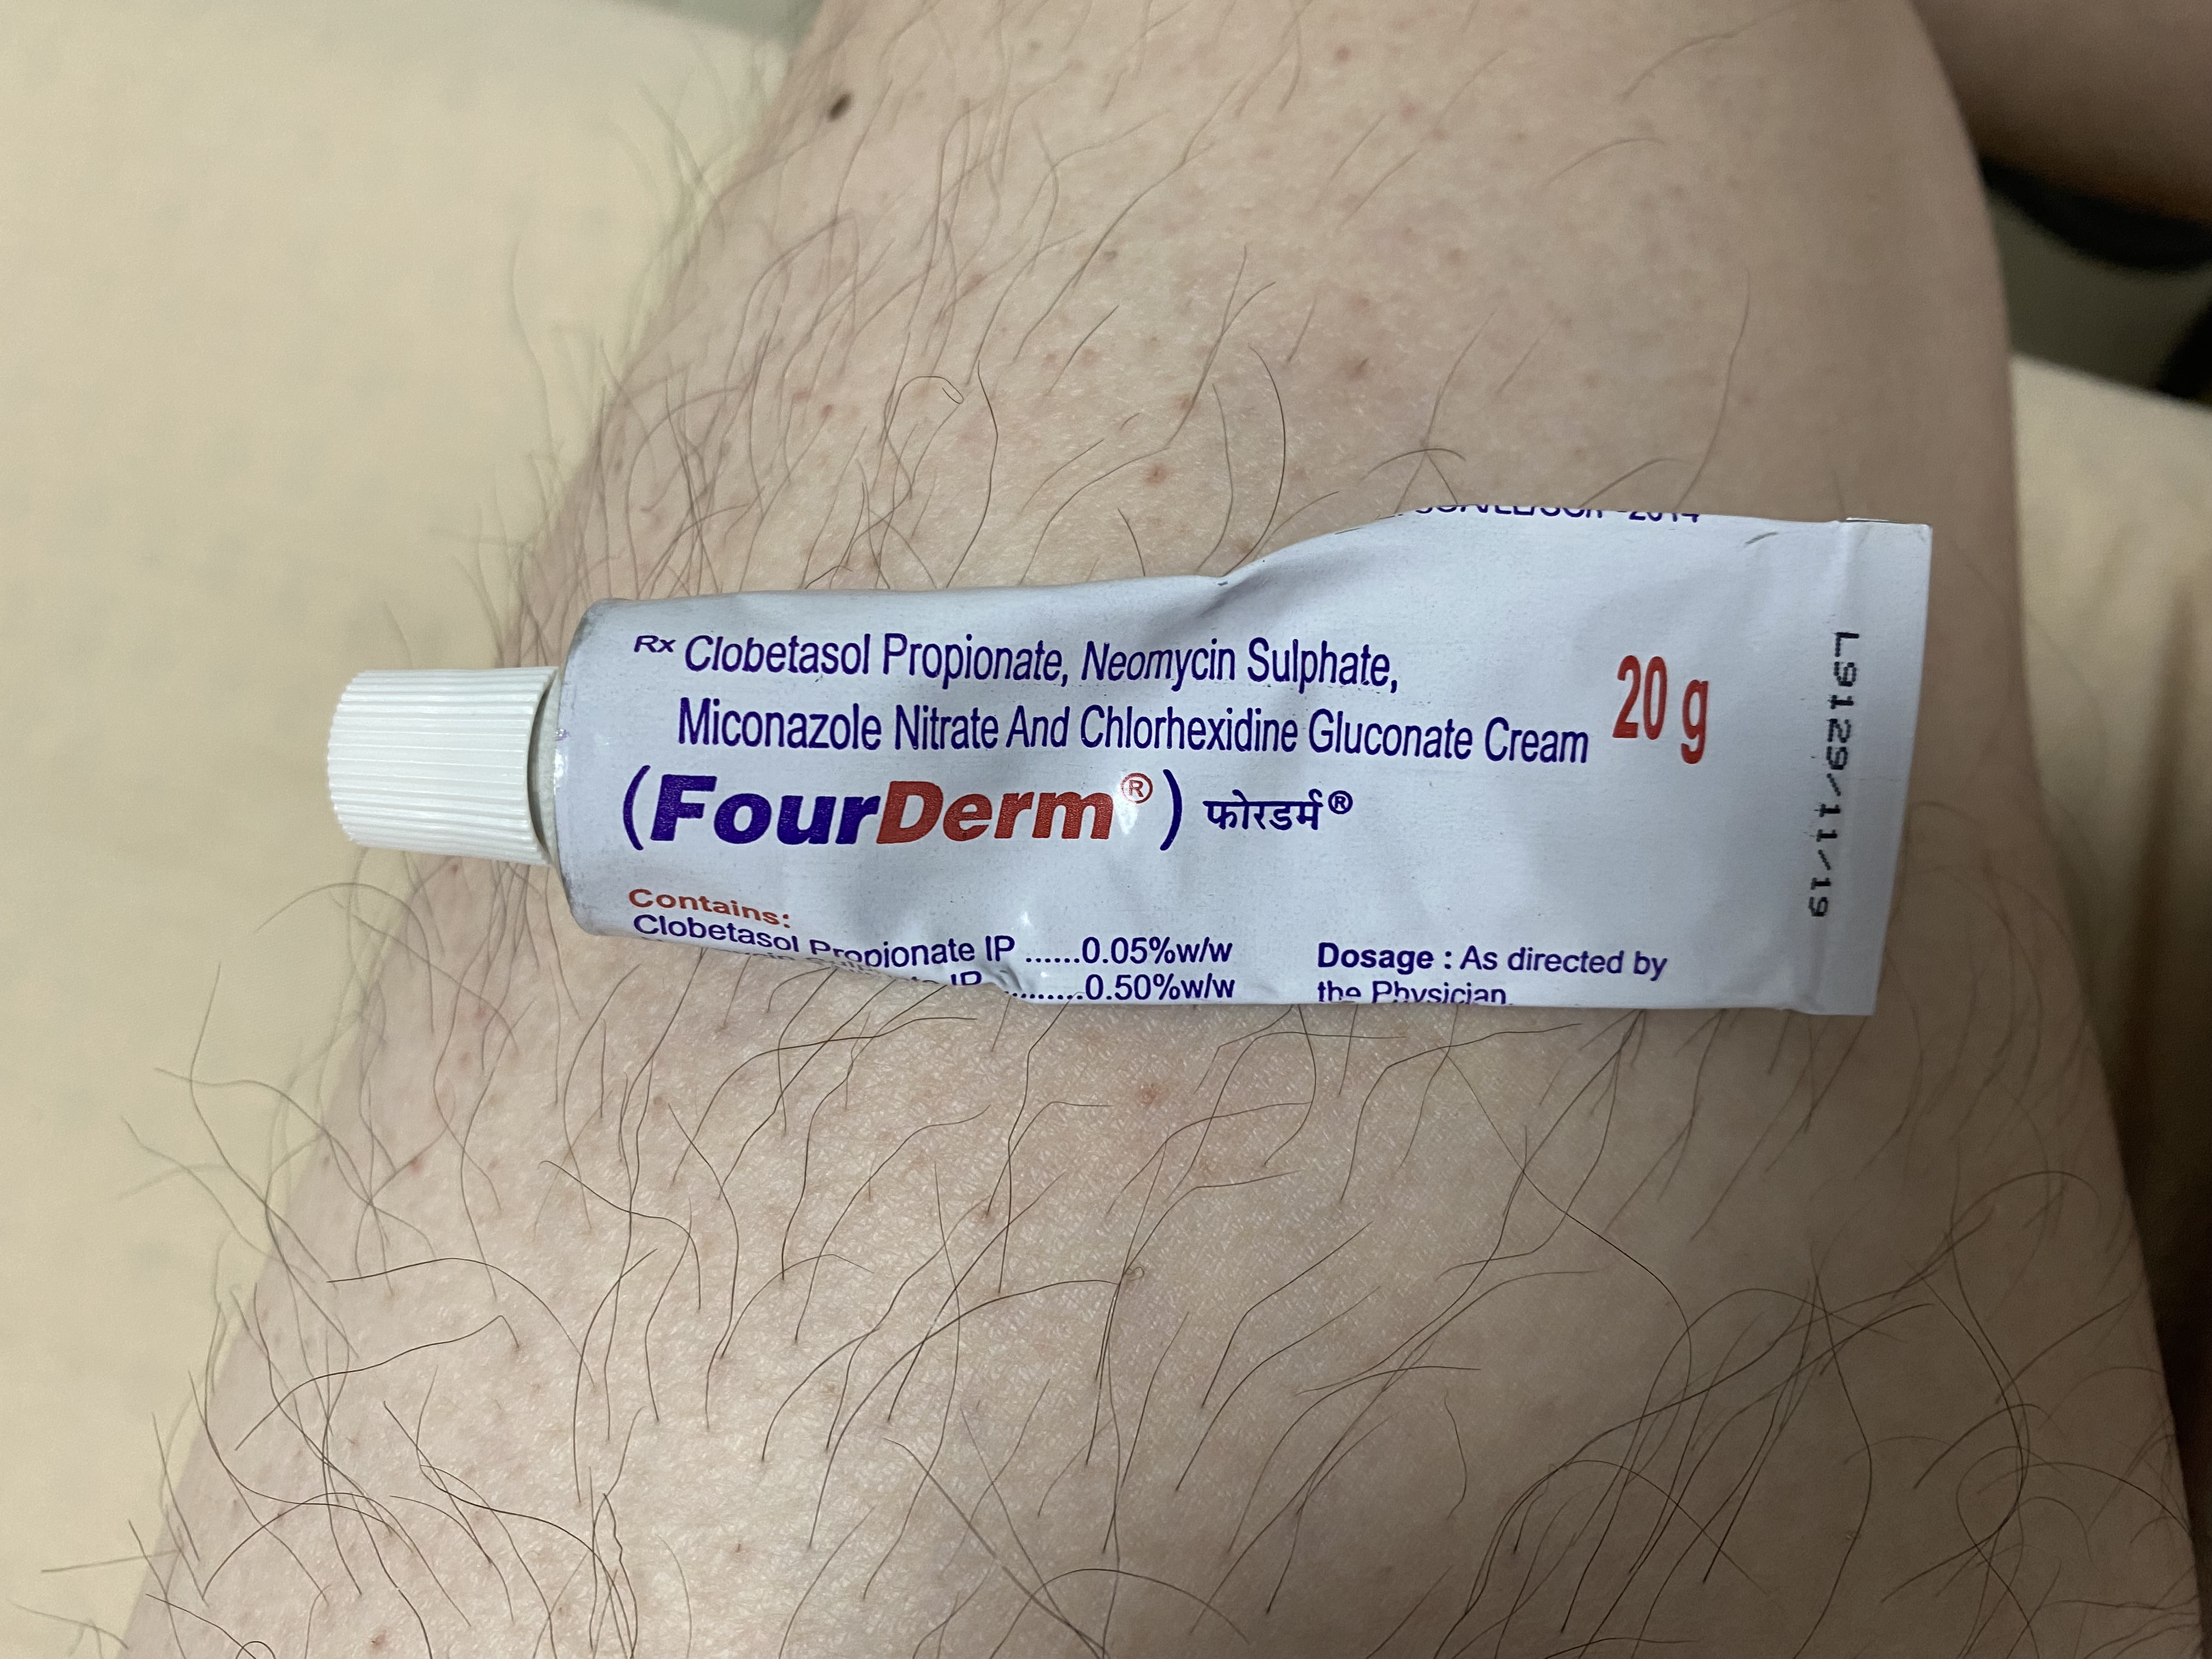 Rx Clobetasol Propionate, Neomycin Sulphate,
Miconazole Nitrate And Chlorhexidine Gluconate Cream
20 g
(FourDerm®) फोरडर्म®
Contains:
Clobetasol Propionate IP ......0.05%w/w
IP .........0.50%w/w
Dosage : As directed by
the Physician.
L9129/11/19